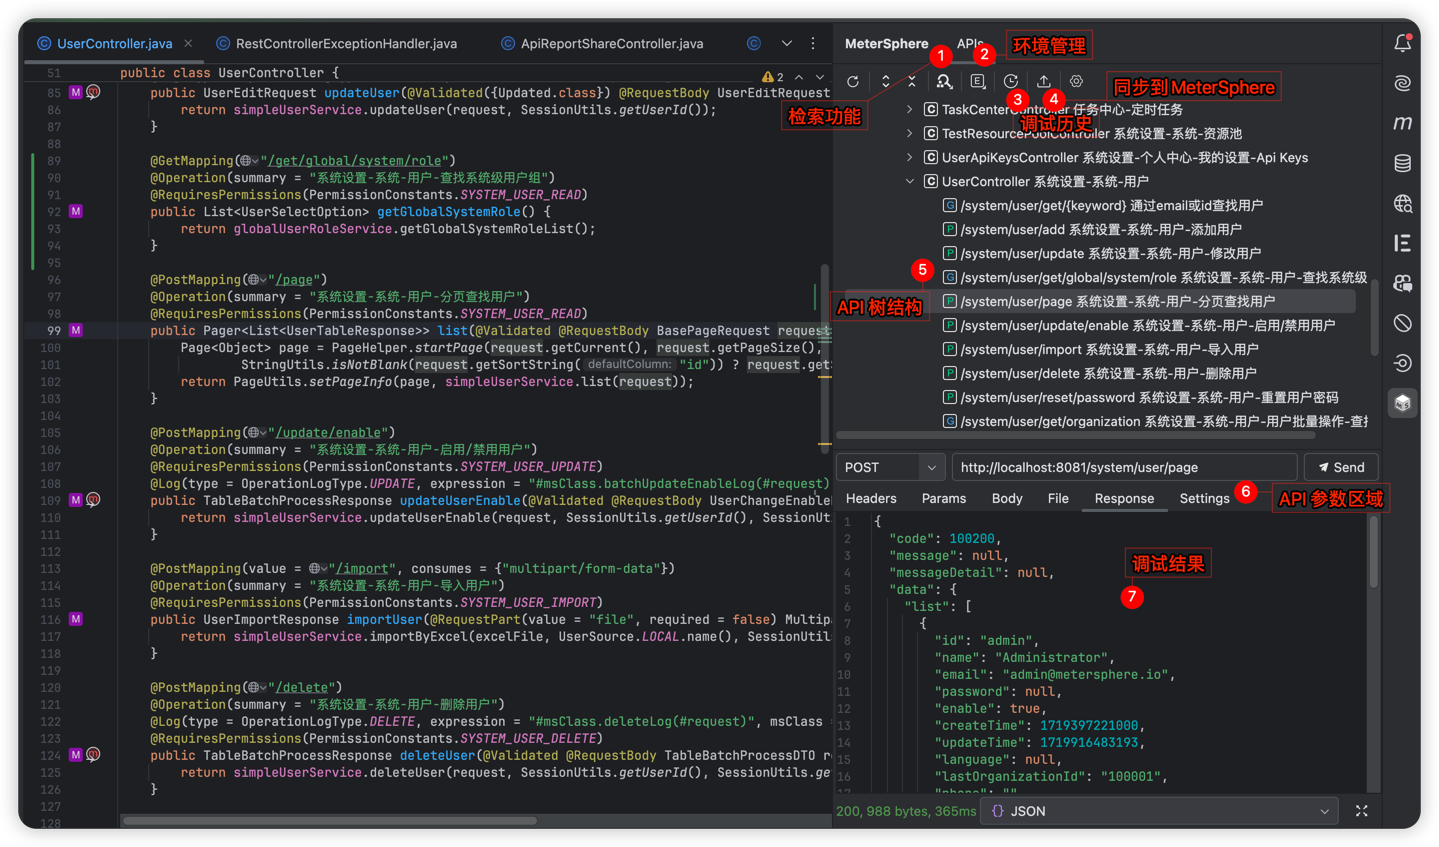 UserController.java
RestControllerExceptionHandler.java
ApiReportShareController.java
51 public class UserController {
2
85 public UserEditRequest updateUser(@Validated({Updated.class}) @RequestBody UserEditRequest
86 return simpleUserService.updateUser(request, SessionUtils.getUserId());
87 }
88
89 @GetMapping("/get/global/system/role")
90 @Operation(summary = "系统设置-系统-用户-查找系统级用户组")
91 @RequiresPermissions(PermissionConstants.SYSTEM_USER_READ)
92 public List<UserSelectOption> getGlobalSystemRole() {
93 return globalUserRoleService.getGlobalSystemRoleList();
94 }
95
96 @PostMapping("/page")
97 @Operation(summary = "系统设置-系统-用户-分页查找用户")
98 @RequiresPermissions(PermissionConstants.SYSTEM_USER_READ)
99 public Pager<List<UserTableResponse>> list(@Validated @RequestBody BasePageRequest request
100 Page<Object> page = PageHelper.startPage(request.getCurrent(), request.getPageSize(),
101 StringUtils.isNotBlank(request.getSortString( defaultColumn: "id")) ? request.getS
102 return PageUtils.setPageInfo(page, simpleUserService.list(request));
103 }
104
105 @PostMapping("/update/enable")
106 @Operation(summary = "系统设置-系统-用户-启用/禁用用户")
107 @RequiresPermissions(PermissionConstants.SYSTEM_USER_UPDATE)
108 @Log(type = OperationLogType.UPDATE, expression = "#msClass.batchUpdateEnableLog(#request)
109 public TableBatchProcessResponse updateUserEnable(@Validated @RequestBody UserChangeEnable
110 return simpleUserService.updateUserEnable(request, SessionUtils.getUserId(), SessionUt
111 }
112
113 @PostMapping(value = "/import", consumes = {"multipart/form-data"})
114 @Operation(summary = "系统设置-系统-用户-导入用户")
115 @RequiresPermissions(PermissionConstants.SYSTEM_USER_IMPORT)
116 public UserImportResponse importUser(@RequestPart(value = "file", required = false) Multipa
117 return simpleUserService.importByExcel(excelFile, UserSource.LOCAL.name(), SessionUtil
118 }
119
120 @PostMapping("/delete")
121 @Operation(summary = "系统设置-系统-用户-删除用户")
122 @Log(type = OperationLogType.DELETE, expression = "#msClass.deleteLog(#request)", msClass =
123 @RequiresPermissions(PermissionConstants.SYSTEM_USER_DELETE)
124 public TableBatchProcessResponse deleteUser(@Validated @RequestBody TableBatchProcessDTO r
125 return simpleUserService.deleteUser(request, SessionUtils.getUserId(), SessionUtils.ge
126 }
127
128
MeterSphere
APIs
1
检索功能
2
环境管理
3
调试历史
4
同步到 MeterSphere
TaskCenterController 任务中心-定时任务
TestResourcePoolController 系统设置-系统-资源池
UserApiKeysController 系统设置-个人中心-我的设置-Api Keys
UserController 系统设置-系统-用户
G /system/user/get/{keyword} 通过email或id查找用户
P /system/user/add 系统设置-系统-用户-添加用户
P /system/user/update 系统设置-系统-用户-修改用户
G /system/user/get/global/system/role 系统设置-系统-用户-查找系统级
P /system/user/page 系统设置-系统-用户-分页查找用户
P /system/user/update/enable 系统设置-系统-用户-启用/禁用用户
P /system/user/import 系统设置-系统-用户-导入用户
P /system/user/delete 系统设置-系统-用户-删除用户
P /system/user/reset/password 系统设置-系统-用户-重置用户密码
G /system/user/get/organization 系统设置-系统-用户-用户批量操作-查找
5
API 树结构
POST
http://localhost:8081/system/user/page
Send
Headers Params Body File Response Settings
6
API 参数区域
1 {
2 "code": 100200,
3 "message": null,
4 "messageDetail": null,
5 "data": {
6 "list": [
7 {
8 "id": "admin",
9 "name": "Administrator",
10 "email": "admin@metersphere.io",
11 "password": null,
12 "enable": true,
13 "createTime": 1719397221000,
14 "updateTime": 1719916483193,
15 "language": null,
16 "lastOrganizationId": "100001",
17 "phone": ""
调试结果
7
200, 988 bytes, 365ms
{} JSON